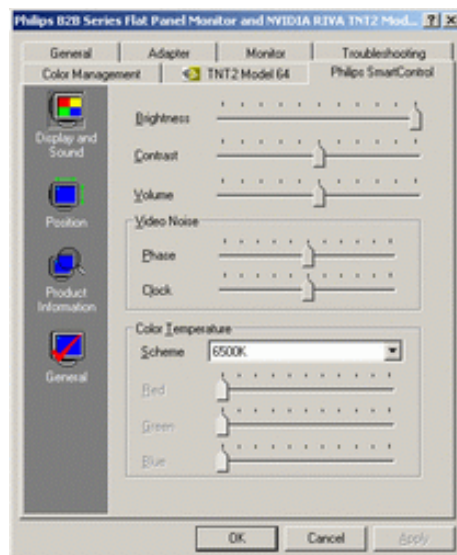 Philips B2B Series Flat Panel Monitor and NVIDIA RIVA TNT2 Mod...
General Adapter Monitor Troubleshooting
Color Management TNT2 Model 64 Philips SmartControl
Display and
Sound
Position
Product
Information
General
Brightness
Contrast
Volume
Video Noise
Phase
Clock
Color Temperature
Scheme 6500K
Red
Green
Blue
OK Cancel Apply